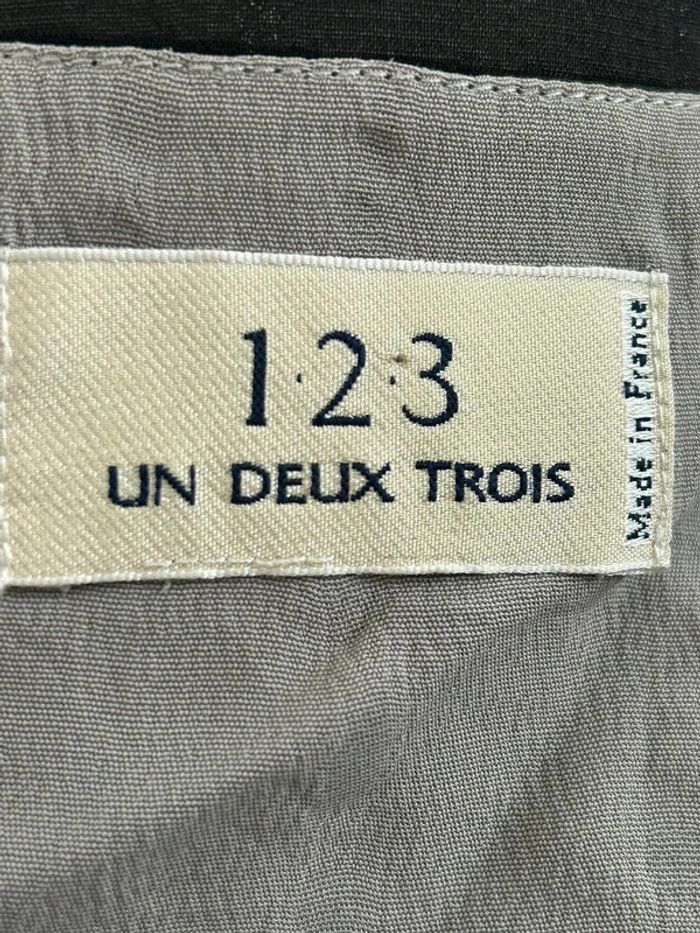 1·2·3
UN DEUX TROIS
Made in France